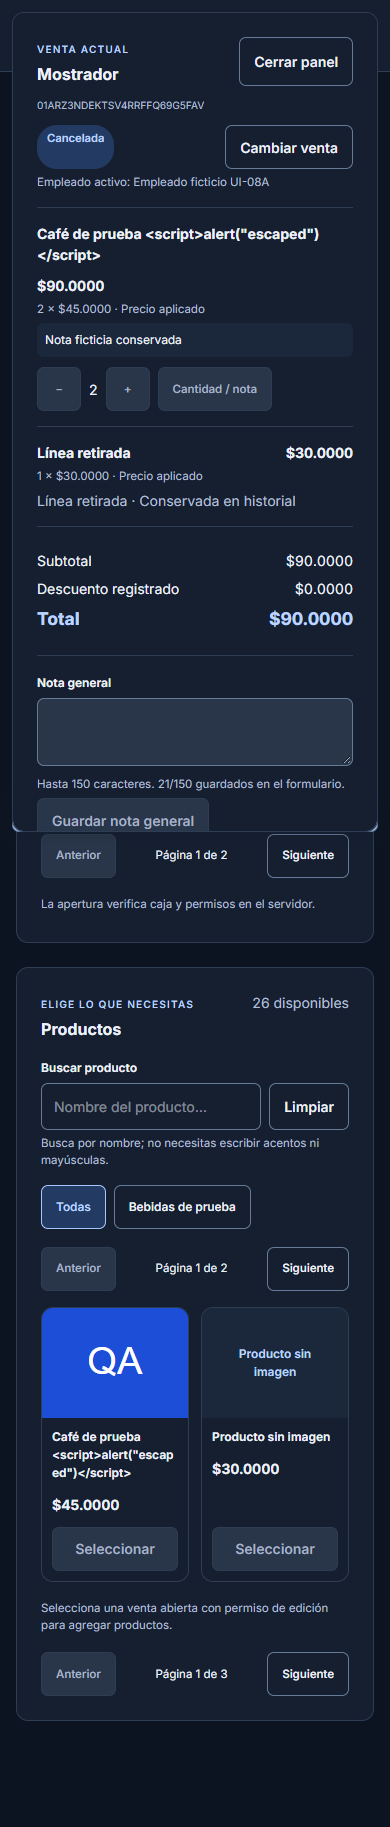 VENTA ACTUAL
Mostrador
Cerrar panel
01ARZ3NDEKTSV4RRFFQ69G5FAV
Cancelada
Cambiar venta
Empleado activo: Empleado ficticio UI-08A
Café de prueba <script>alert("escaped")
</script>
$90.0000
2 × $45.0000 · Precio aplicado
Nota ficticia conservada
− 2 + Cantidad / nota
Línea retirada $30.0000
1 × $30.0000 · Precio aplicado
Línea retirada · Conservada en historial
Subtotal $90.0000
Descuento registrado $0.0000
Total $90.0000
Nota general
Hasta 150 caracteres. 21/150 guardados en el formulario.
Guardar nota general
Anterior Página 1 de 2 Siguiente
La apertura verifica caja y permisos en el servidor.
ELIGE LO QUE NECESITAS 26 disponibles
Productos
Buscar producto
Nombre del producto... Limpiar
Busca por nombre; no necesitas escribir acentos ni
mayúsculas.
Todas Bebidas de prueba
Anterior Página 1 de 2 Siguiente
QA
Café de prueba
<script>alert("escap
ed")</script>
$45.0000
Seleccionar
Producto sin
imagen
Producto sin imagen
$30.0000
Seleccionar
Selecciona una venta abierta con permiso de edición
para agregar productos.
Anterior Página 1 de 3 Siguiente